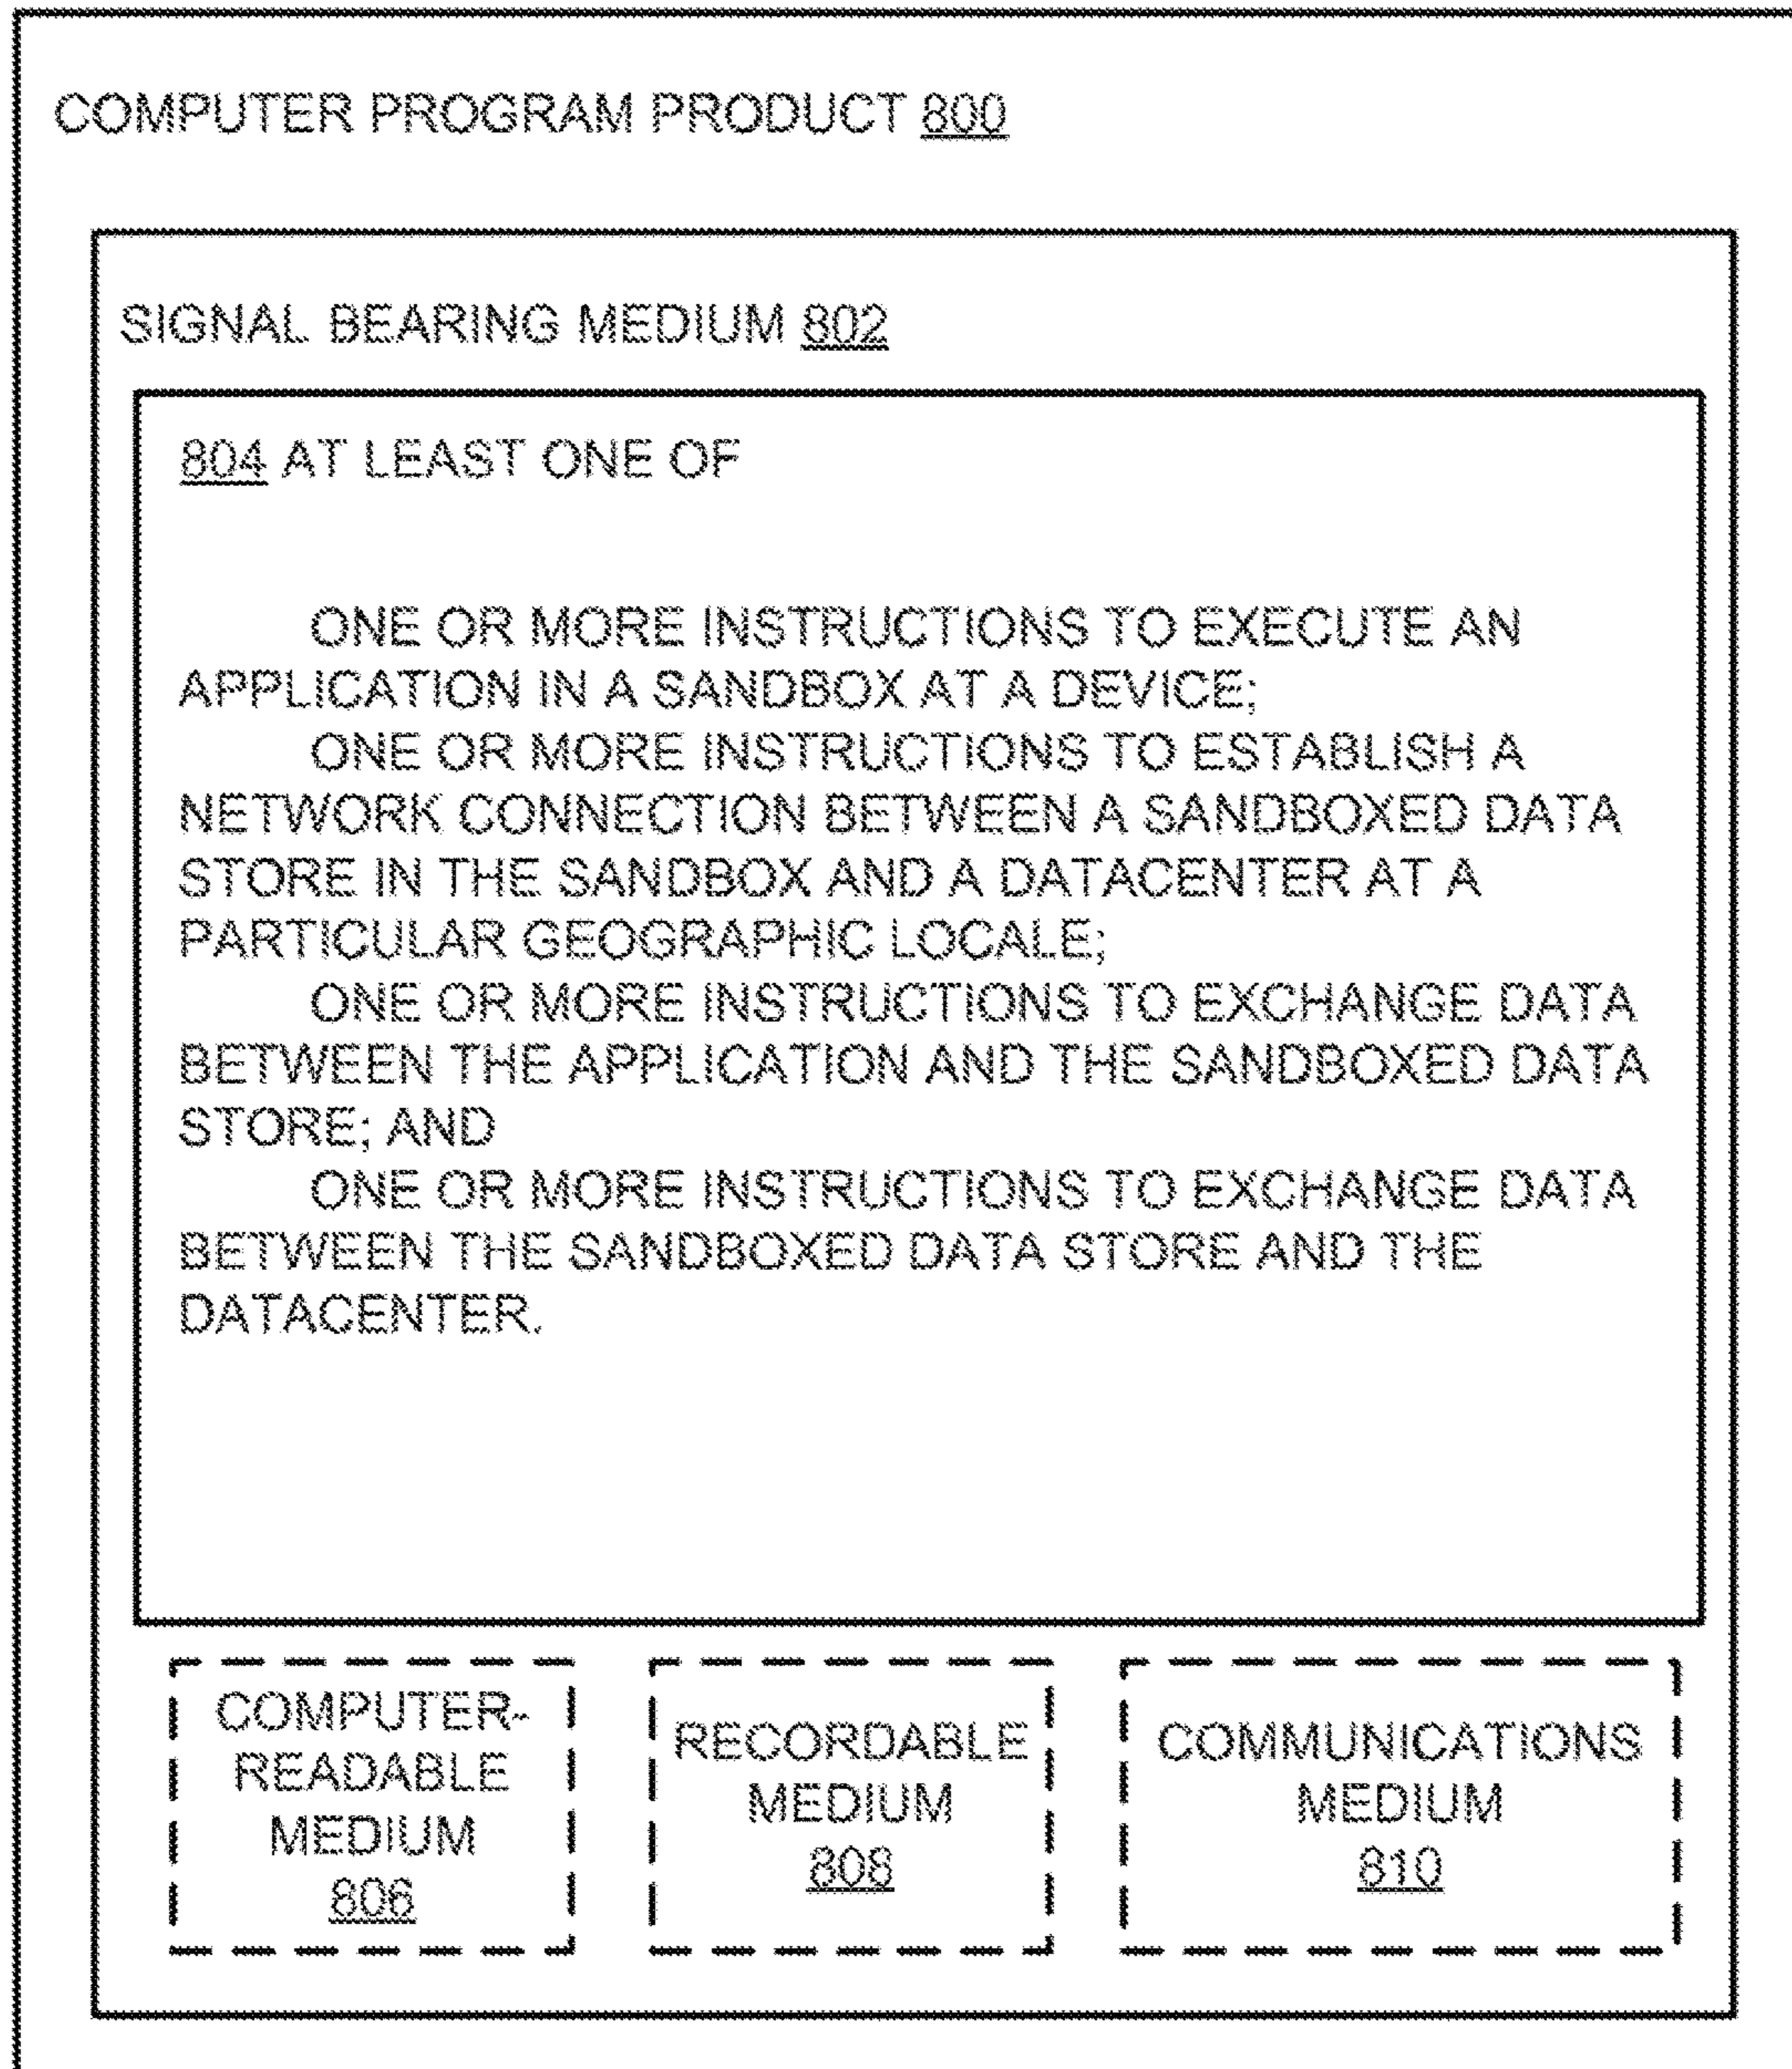 COMPUTER PROGRAM PRODUCT 800
SIGNAL BEARING MEDIUM 802
804 AT LEAST ONE OF
ONE OR MORE INSTRUCTIONS TO EXECUTE AN
APPLICATION IN A SANDBOX AT A DEVICE;
ONE OR MORE INSTRUCTIONS TO ESTABLISH A
NETWORK CONNECTION BETWEEN A SANDBOXED DATA
STORE IN THE SANDBOX AND A DATACENTER AT A
PARTICULAR GEOGRAPHIC LOCALE;
ONE OR MORE INSTRUCTIONS TO EXCHANGE DATA
BETWEEN THE APPLICATION AND THE SANDBOXED DATA
STORE; AND
ONE OR MORE INSTRUCTIONS TO EXCHANGE DATA
BETWEEN THE SANDBOXED DATA STORE AND THE
DATACENTER.
COMPUTER-
READABLE
MEDIUM
806
RECORDABLE
MEDIUM
808
COMMUNICATIONS
MEDIUM
810